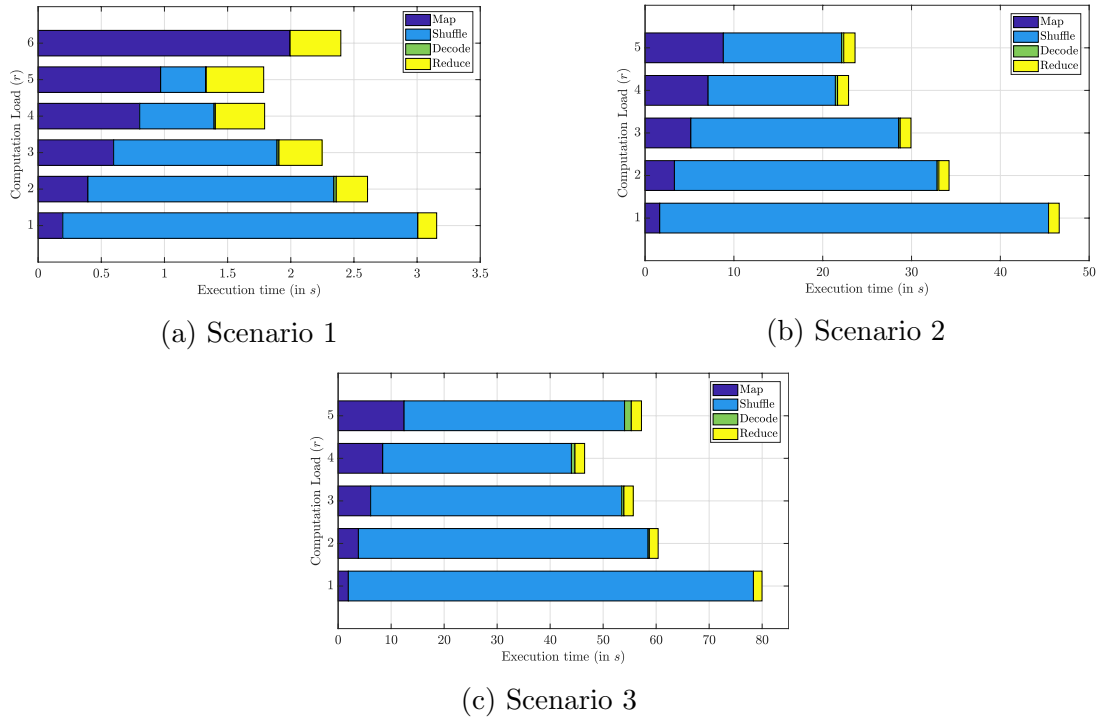 Map
Shuffle
Decode
Reduce
Computation Load (r)
6
5
4
3
2
1
0 0.5 1 1.5 2 2.5 3 3.5
Execution time (in s)
(a) Scenario 1
Map
Shuffle
Decode
Reduce
Computation Load (r)
5
4
3
2
1
0 10 20 30 40 50
Execution time (in s)
(b) Scenario 2
Map
Shuffle
Decode
Reduce
Computation Load (r)
5
4
3
2
1
0 10 20 30 40 50 60 70 80
Execution time (in s)
(c) Scenario 3